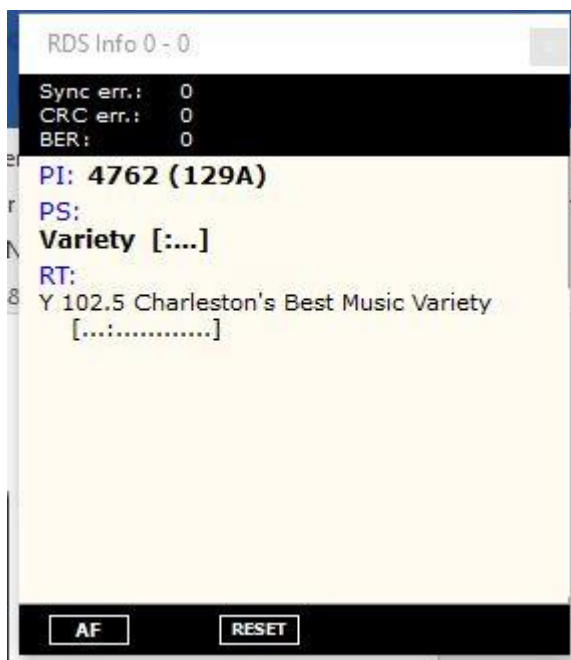 RDS Info 0 - 0
Sync err.: 0
CRC err.: 0
BER: 0
PI: 4762 (129A)
PS:
Variety [:...]
RT:
Y 102.5 Charleston's Best Music Variety
[...:............]
AF
RESET